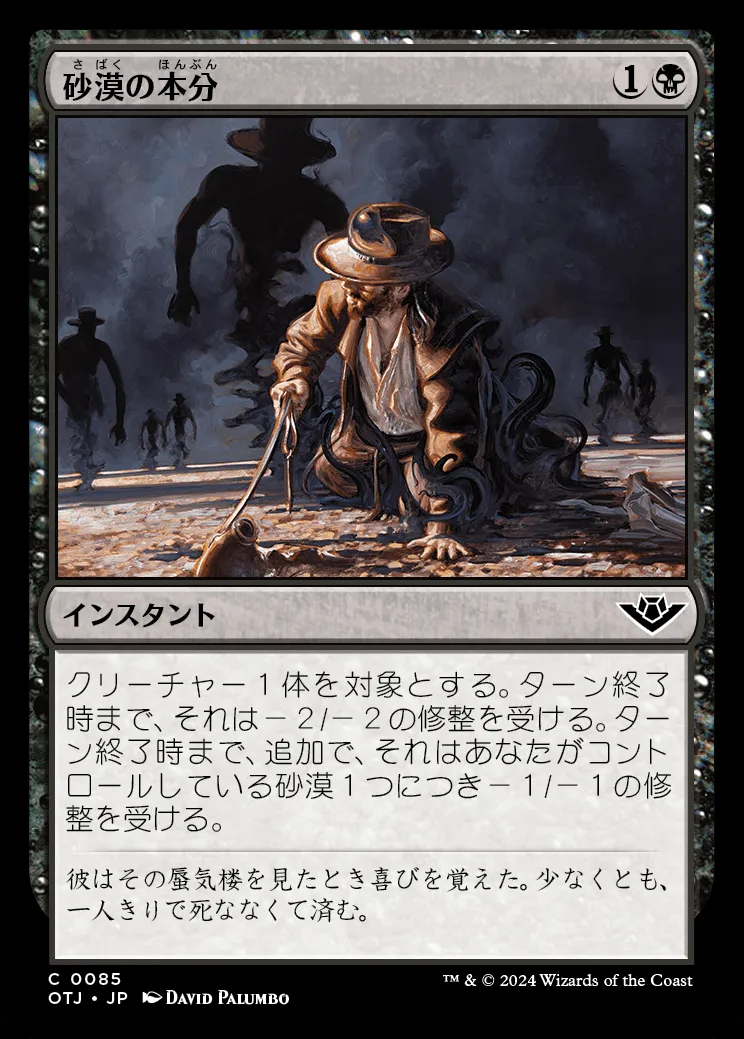 さばく ほんぶん
砂漠の本分 1
インスタント
クリーチャー1体を対象とする。ターン終了
時まで、それは-2/-2の修整を受ける。ター
ン終了時まで、追加で、それはあなたがコント
ロールしている砂漠1つにつき-1/-1の修
整を受ける。
彼はその蜃気楼を見たとき喜びを覚えた。少なくとも、
一人きりで死ななくて済む。
C 0085
OTJ • JP DAVID PALUMBO
™ & © 2024 Wizards of the Coast